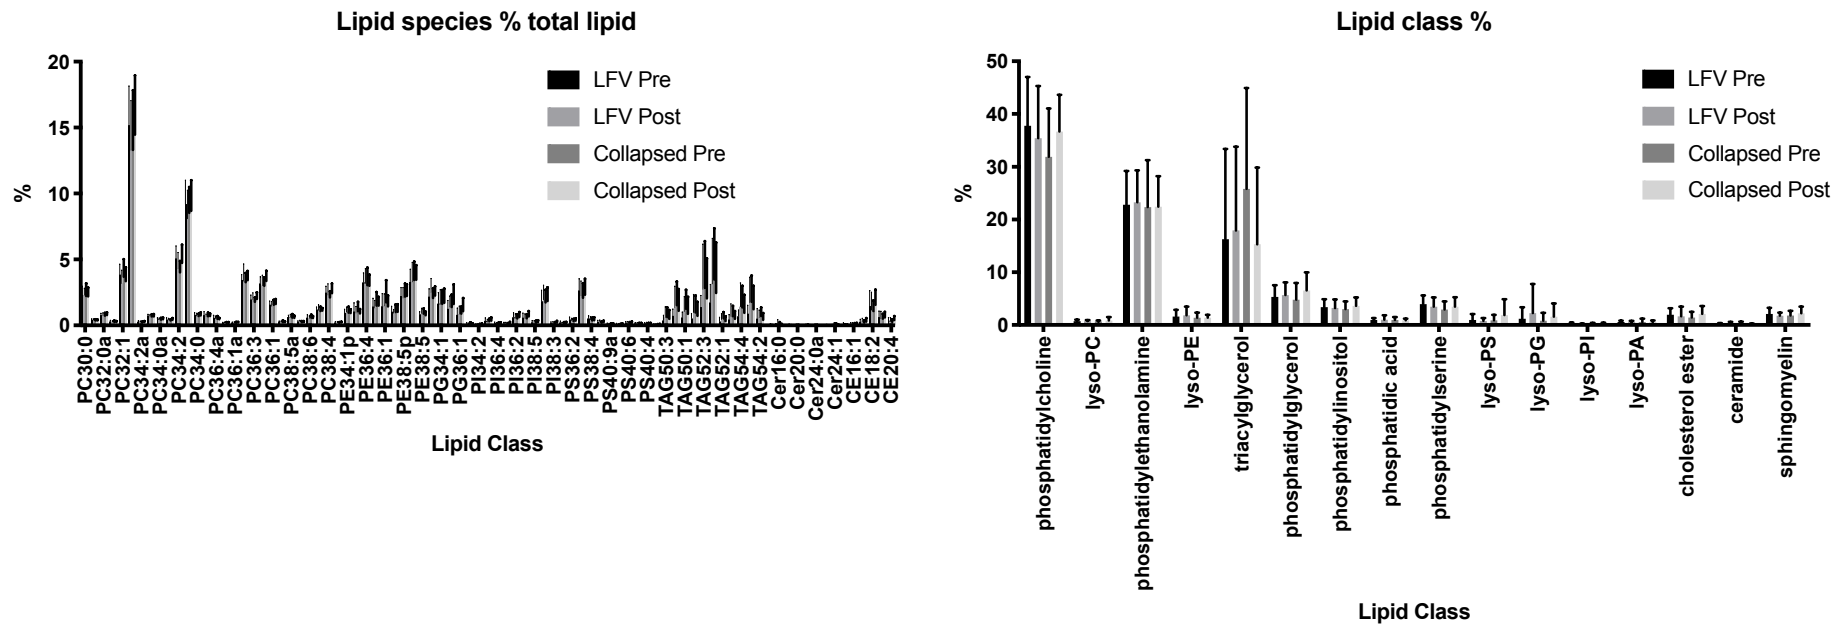 Lipid species % total lipid
20
15
10
5
0
%
LFV Pre
LFV Post
Collapsed Pre
Collapsed Post
PC30:0
PC32:0a
PC32:1
PC34:2a
PC34:0a
PC34:2
PC34:0
PC36:4a
PC36:1a
PC36:3
PC36:1
PC38:5a
PC38:6
PC38:4
PE34:1p
PE36:4
PE36:1
PE38:5p
PE38:5
PG34:1
PG36:1
PI34:2
PI36:4
PI36:2
PI38:5
PI38:3
PS36:2
PS38:4
PS40:9a
PS40:6
PS40:4
TAG50:3
TAG50:1
TAG52:3
TAG52:1
TAG54:4
TAG54:2
Cer16:0
Cer20:0
Cer24:0a
Cer24:1
CE16:1
CE18:2
CE20:4
Lipid Class
Lipid class %
50
40
30
20
10
0
%
LFV Pre
LFV Post
Collapsed Pre
Collapsed Post
phosphatidylcholine
lyso-PC
phosphatidylethanolamine
lyso-PE
triacylglycerol
phosphatidylglycerol
phosphatidylinositol
phosphatidic acid
phosphatidylserine
lyso-PS
lyso-PG
lyso-PI
lyso-PA
cholesterol ester
ceramide
sphingomyelin
Lipid Class